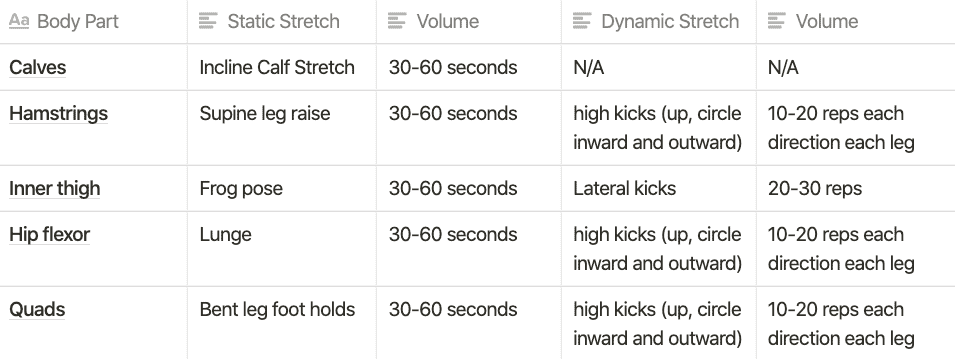 Aa Body Part Static Stretch Volume Dynamic Stretch Volume
Calves Incline Calf Stretch 30-60 seconds N/A N/A
Hamstrings Supine leg raise 30-60 seconds high kicks (up, circle 10-20 reps each
inward and outward) direction each leg
Inner thigh Frog pose 30-60 seconds Lateral kicks 20-30 reps
Hip flexor Lunge 30-60 seconds high kicks (up, circle 10-20 reps each
inward and outward) direction each leg
Quads Bent leg foot holds 30-60 seconds high kicks (up, circle 10-20 reps each
inward and outward) direction each leg